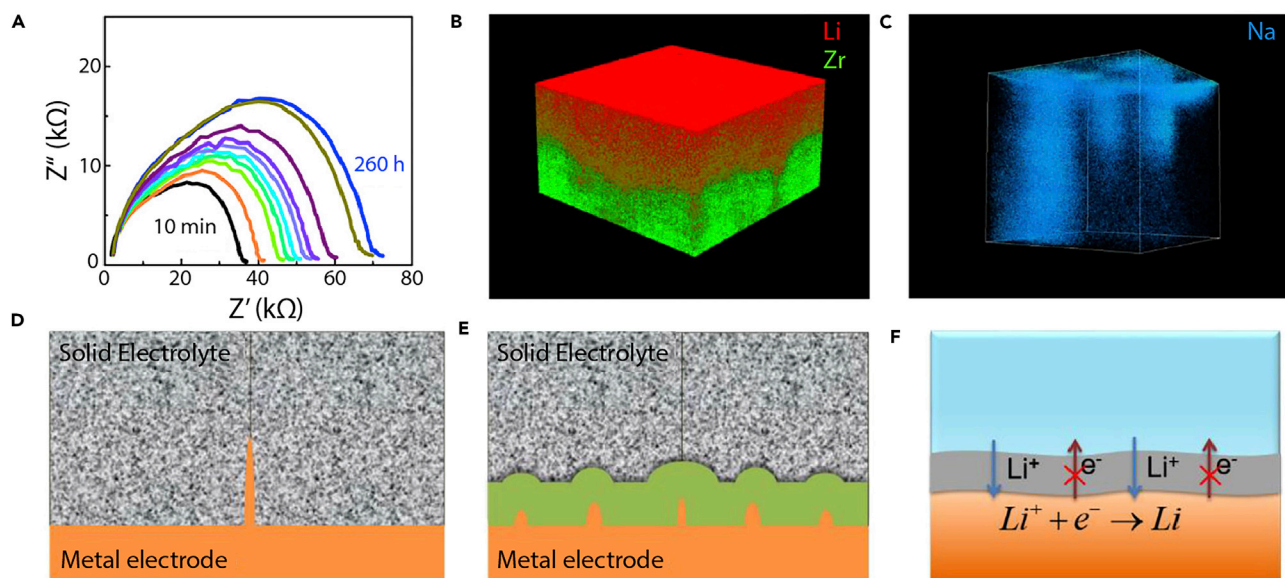 A
Z″ (kΩ)
20
10
0
10 min
260 h
0 20 40 60 80
Z′ (kΩ)
B
Li
Zr
C
Na
D
Solid Electrolyte
Metal electrode
E
Solid Electrolyte
Metal electrode
F
Li⁺ e⁻ Li⁺ e⁻
Li⁺ + e⁻ → Li